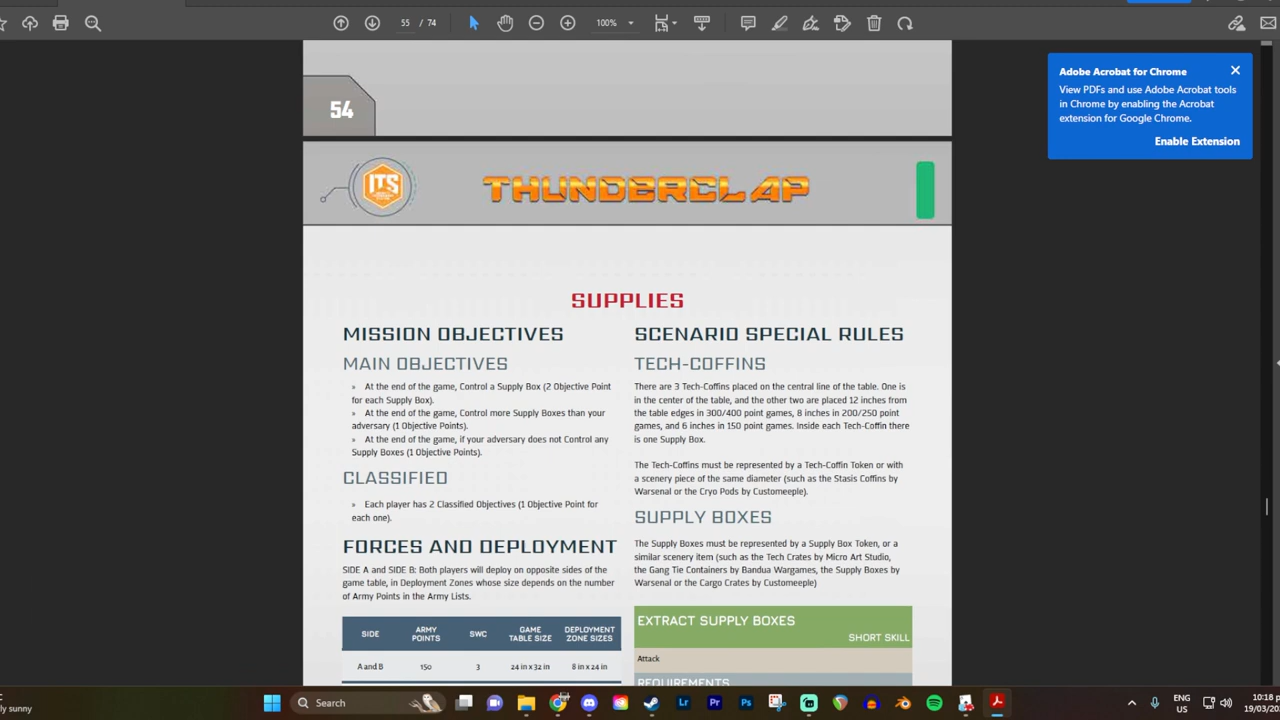 55 / 74
100%
Adobe Acrobat for Chrome
View PDFs and use Adobe Acrobat tools
in Chrome by enabling the Acrobat
extension for Google Chrome.
Enable Extension
54
ITS
THUNDERCLAP
SUPPLIES
MISSION OBJECTIVES
MAIN OBJECTIVES
» At the end of the game, Control a Supply Box (2 Objective Point
for each Supply Box).
» At the end of the game, Control more Supply Boxes than your
adversary (1 Objective Points).
» At the end of the game, if your adversary does not Control any
Supply Boxes (1 Objective Points).
CLASSIFIED
» Each player has 2 Classified Objectives (1 Objective Point for
each one).
FORCES AND DEPLOYMENT
SIDE A and SIDE B: Both players will deploy on opposite sides of the
game table, in Deployment Zones whose size depends on the number
of Army Points in the Army Lists.
SIDE ARMY POINTS SWC GAME TABLE SIZE DEPLOYMENT ZONE SIZES
A and B 150 3 24 in x 32 in 8 in x 24 in
SCENARIO SPECIAL RULES
TECH-COFFINS
There are 3 Tech-Coffins placed on the central line of the table. One is
in the center of the table, and the other two are placed 12 inches from
the table edges in 300/400 point games, 8 inches in 200/250 point
games, and 6 inches in 150 point games. Inside each Tech-Coffin there
is one Supply Box.
The Tech-Coffins must be represented by a Tech-Coffin Token or with
a scenery piece of the same diameter (such as the Stasis Coffins by
Warsenal or the Cryo Pods by Customeeple).
SUPPLY BOXES
The Supply Boxes must be represented by a Supply Box Token, or a
similar scenery item (such as the Tech Crates by Micro Art Studio,
the Gang Tie Containers by Bandua Wargames, the Supply Boxes by
Warsenal or the Cargo Crates by Customeeple)
EXTRACT SUPPLY BOXES
SHORT SKILL
Attack
REQUIREMENTS
ly sunny
Search
Lr
Pr
Ps
ENG
US
10:18 p
19/03/20